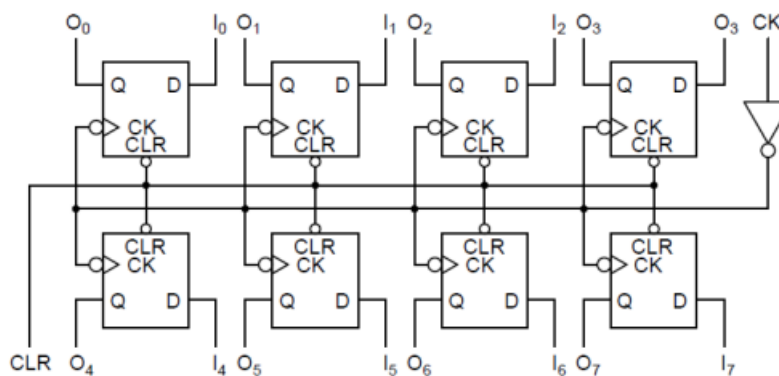 O₀ I₀ O₁ I₁ O₂ I₂ O₃ O₃ CK
Q D Q D Q D Q D
CK CK CK CK
CLR CLR CLR CLR
CLR CLR CLR CLR
CK CK CK CK
Q D Q D Q D Q D
CLR O₄ I₄ O₅ I₅ O₆ I₆ O₇ I₇